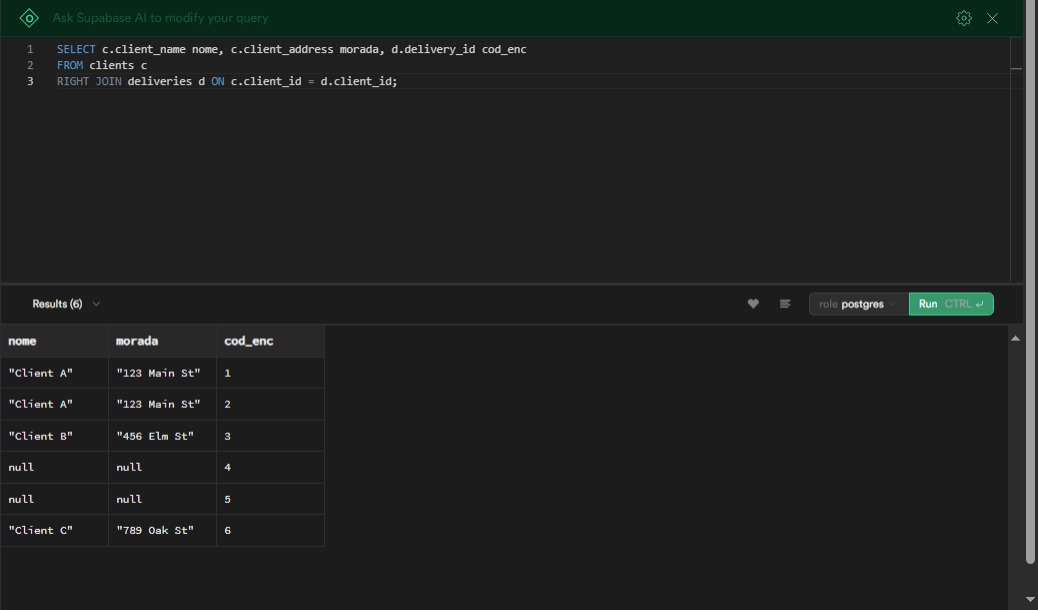 Ask Supabase AI to modify your query
1 SELECT c.client_name nome, c.client_address morada, d.delivery_id cod_enc
2 FROM clients c
3 RIGHT JOIN deliveries d ON c.client_id = d.client_id;
Results (6)
role postgres
Run CTRL ↵
nome morada cod_enc
"Client A" "123 Main St" 1
"Client A" "123 Main St" 2
"Client B" "456 Elm St" 3
null null 4
null null 5
"Client C" "789 Oak St" 6